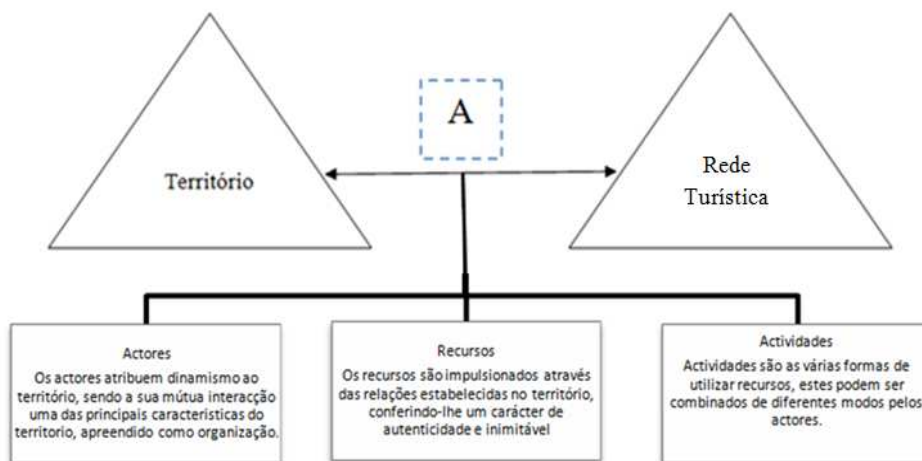 A
Território
Rede
Turística
Actores
Os actores atribuem dinamismo ao
território, sendo a sua mútua interacção
uma das principais características do
territorio, apreendido como organização.
Recursos
Os recursos são impulsionados através
das relações estabelecidas no território,
conferindo-lhe um carácter de
autenticidade e inimitável
Actividades
Actividades são as várias formas de
utilizar recursos, estes podem ser
combinados de diferentes modos pelos
actores.